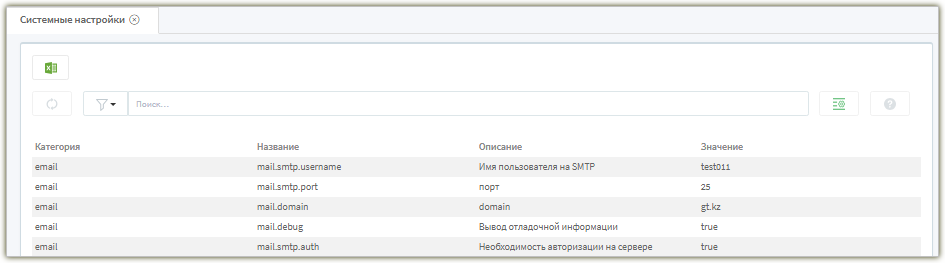 Системные настройки
Поиск...
Категория Название Описание Значение
email mail.smtp.username Имя пользователя на SMTP test011
email mail.smtp.port порт 25
email mail.domain domain gt.kz
email mail.debug Вывод отладочной информации true
email mail.smtp.auth Необходимость авторизации на сервере true